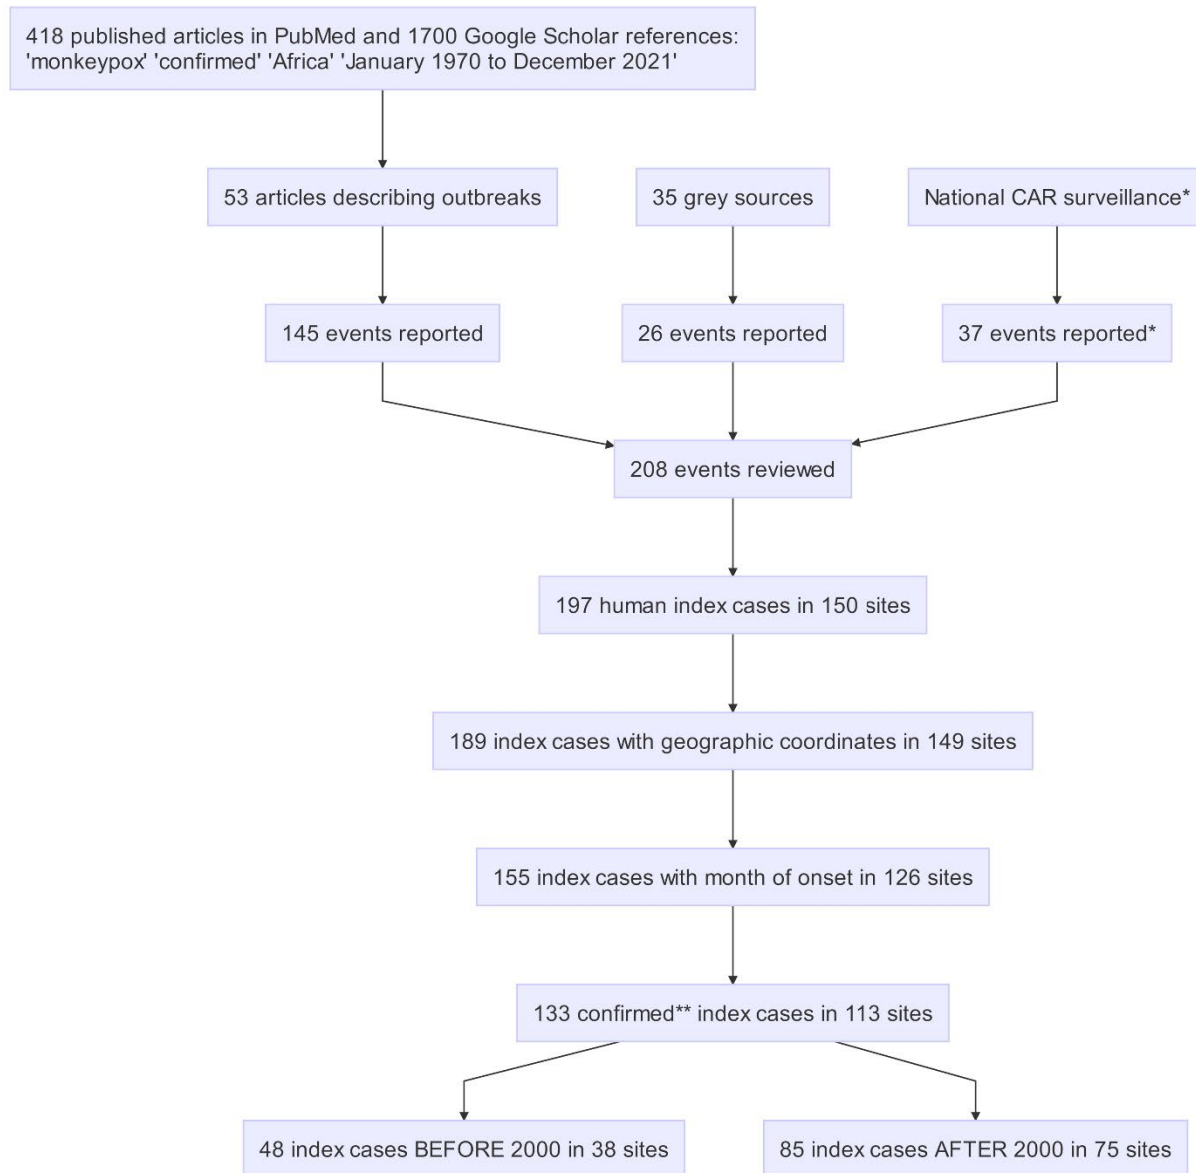 418 published articles in PubMed and 1700 Google Scholar references:
'monkeypox' 'confirmed' 'Africa' 'January 1970 to December 2021'
53 articles describing outbreaks
35 grey sources
National CAR surveillance*
145 events reported
26 events reported
37 events reported*
208 events reviewed
197 human index cases in 150 sites
189 index cases with geographic coordinates in 149 sites
155 index cases with month of onset in 126 sites
133 confirmed** index cases in 113 sites
48 index cases BEFORE 2000 in 38 sites
85 index cases AFTER 2000 in 75 sites